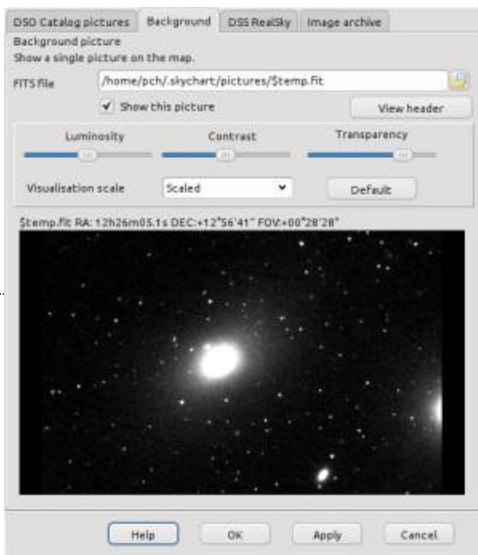 DSO Catalog pictures Background DSS RealSky Image archive
Background picture
Show a single picture on the map.
FITS file /home/pch/.skychart/pictures/$temp.fit
Show this picture View header
Luminosity Contrast Transparency
Visualisation scale Scaled Default
$temp.fit RA: 12h26m05.1s DEC:+12°56'41" FOV:+00°28'28"
Help OK Apply Cancel